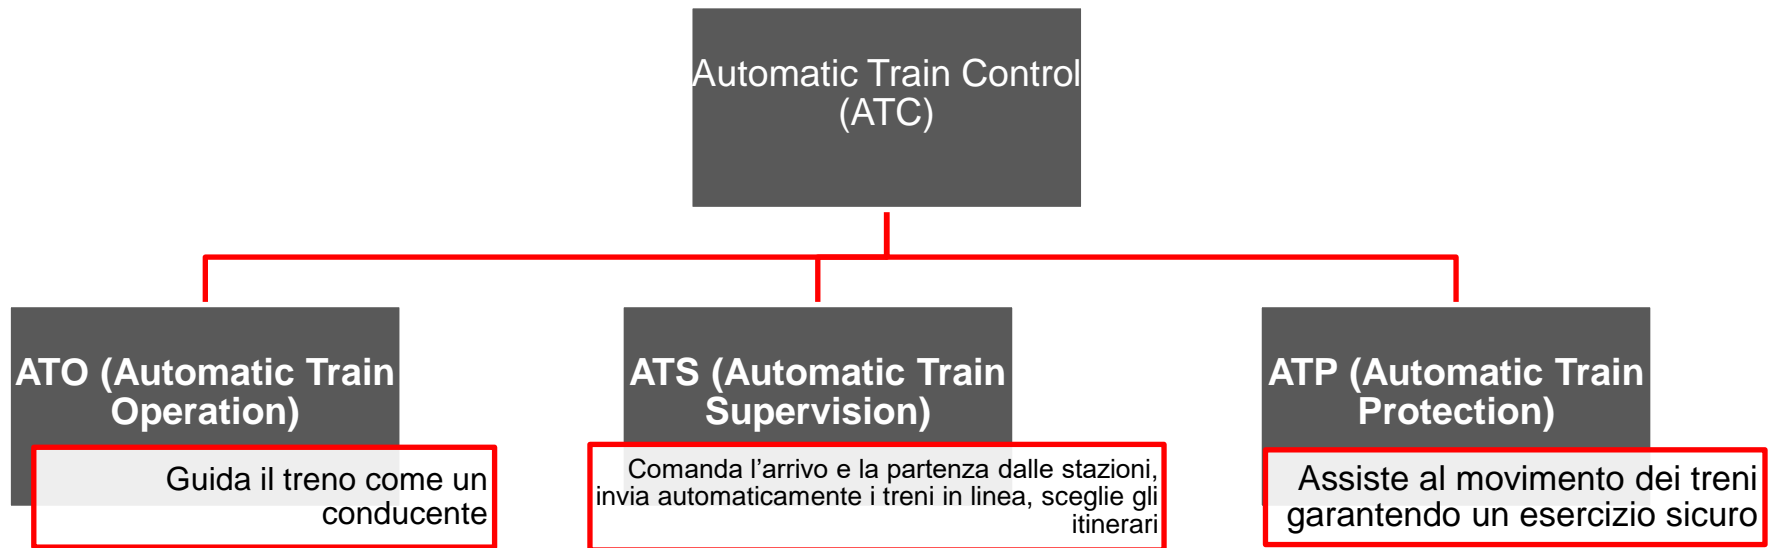 Automatic Train Control
(ATC)
ATO (Automatic Train
Operation)
Guida il treno come un
conducente
ATS (Automatic Train
Supervision)
Comanda l’arrivo e la partenza dalle stazioni,
invia automaticamente i treni in linea, sceglie gli
itinerari
ATP (Automatic Train
Protection)
Assiste al movimento dei treni
garantendo un esercizio sicuro